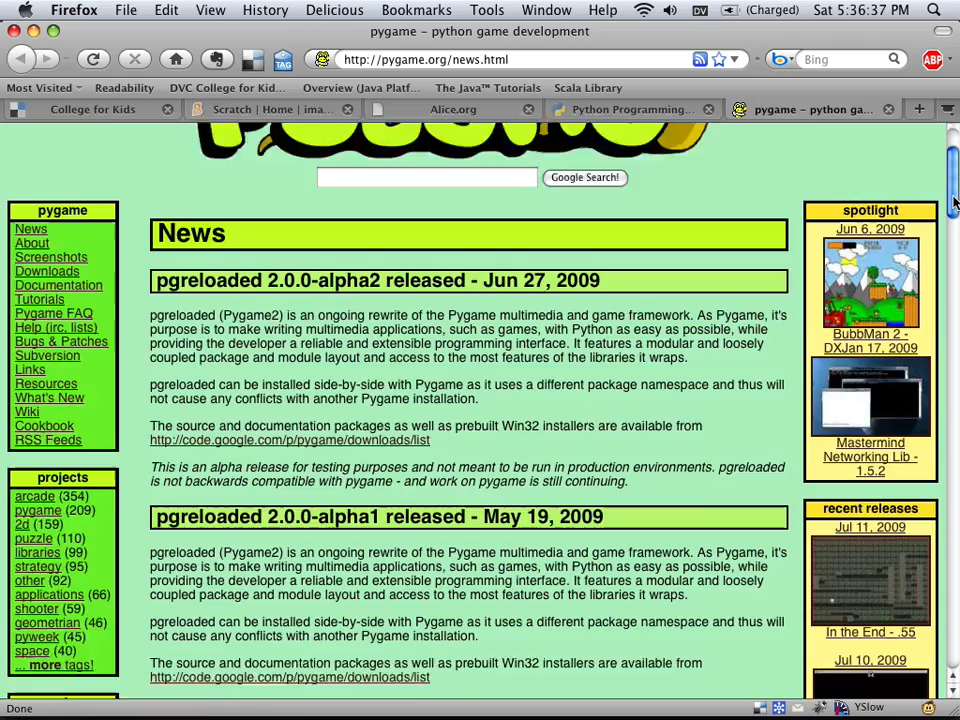 Firefox File Edit View History Delicious Bookmarks Tools Window Help DV (Charged) Sat 5:36:37 PM
pygame – python game development
TAG http://pygame.org/news.html Bing ABP
Most Visited Readability DVC College for Kid... Overview (Java Platf... The Java™ Tutorials Scala Library
College for Kids Scratch | Home | ima... Alice.org Python Programming... pygame – python ga...
Google Search!
pygame
News
About
Screenshots
Downloads
Documentation
Tutorials
Pygame FAQ
Help (irc, lists)
Bugs & Patches
Subversion
Links
Resources
What's New
Wiki
Cookbook
RSS Feeds
projects
arcade (354)
pygame (209)
2d (159)
puzzle (110)
libraries (99)
strategy (95)
other (92)
applications (66)
shooter (59)
geometrian (46)
pyweek (45)
space (40)
... more tags!
News
pgreloaded 2.0.0-alpha2 released - Jun 27, 2009
pgreloaded (Pygame2) is an ongoing rewrite of the Pygame multimedia and game framework. As Pygame, it's
purpose is to make writing multimedia applications, such as games, with Python as easy as possible, while
providing the developer a reliable and extensible programming interface. It features a modular and loosely
coupled package and module layout and access to the most features of the libraries it wraps.
pgreloaded can be installed side-by-side with Pygame as it uses a different package namespace and thus will
not cause any conflicts with another Pygame installation.
The source and documentation packages as well as prebuilt Win32 installers are available from
http://code.google.com/p/pygame/downloads/list
This is an alpha release for testing purposes and not meant to be run in production environments. pgreloaded
is not backwards compatible with pygame - and work on pygame is still continuing.
pgreloaded 2.0.0-alpha1 released - May 19, 2009
pgreloaded (Pygame2) is an ongoing rewrite of the Pygame multimedia and game framework. As Pygame, it's
purpose is to make writing multimedia applications, such as games, with Python as easy as possible, while
providing the developer a reliable and extensible programming interface. It features a modular and loosely
coupled package and module layout and access to the most features of the libraries it wraps.
pgreloaded can be installed side-by-side with Pygame as it uses a different package namespace and thus will
not cause any conflicts with another Pygame installation.
The source and documentation packages as well as prebuilt Win32 installers are available from
http://code.google.com/p/pygame/downloads/list
spotlight
Jun 6, 2009
BubbMan 2 -
DXJan 17, 2009
Mastermind
Networking Lib -
1.5.2
recent releases
Jul 11, 2009
In the End - .55
Jul 10, 2009
Done YSlow